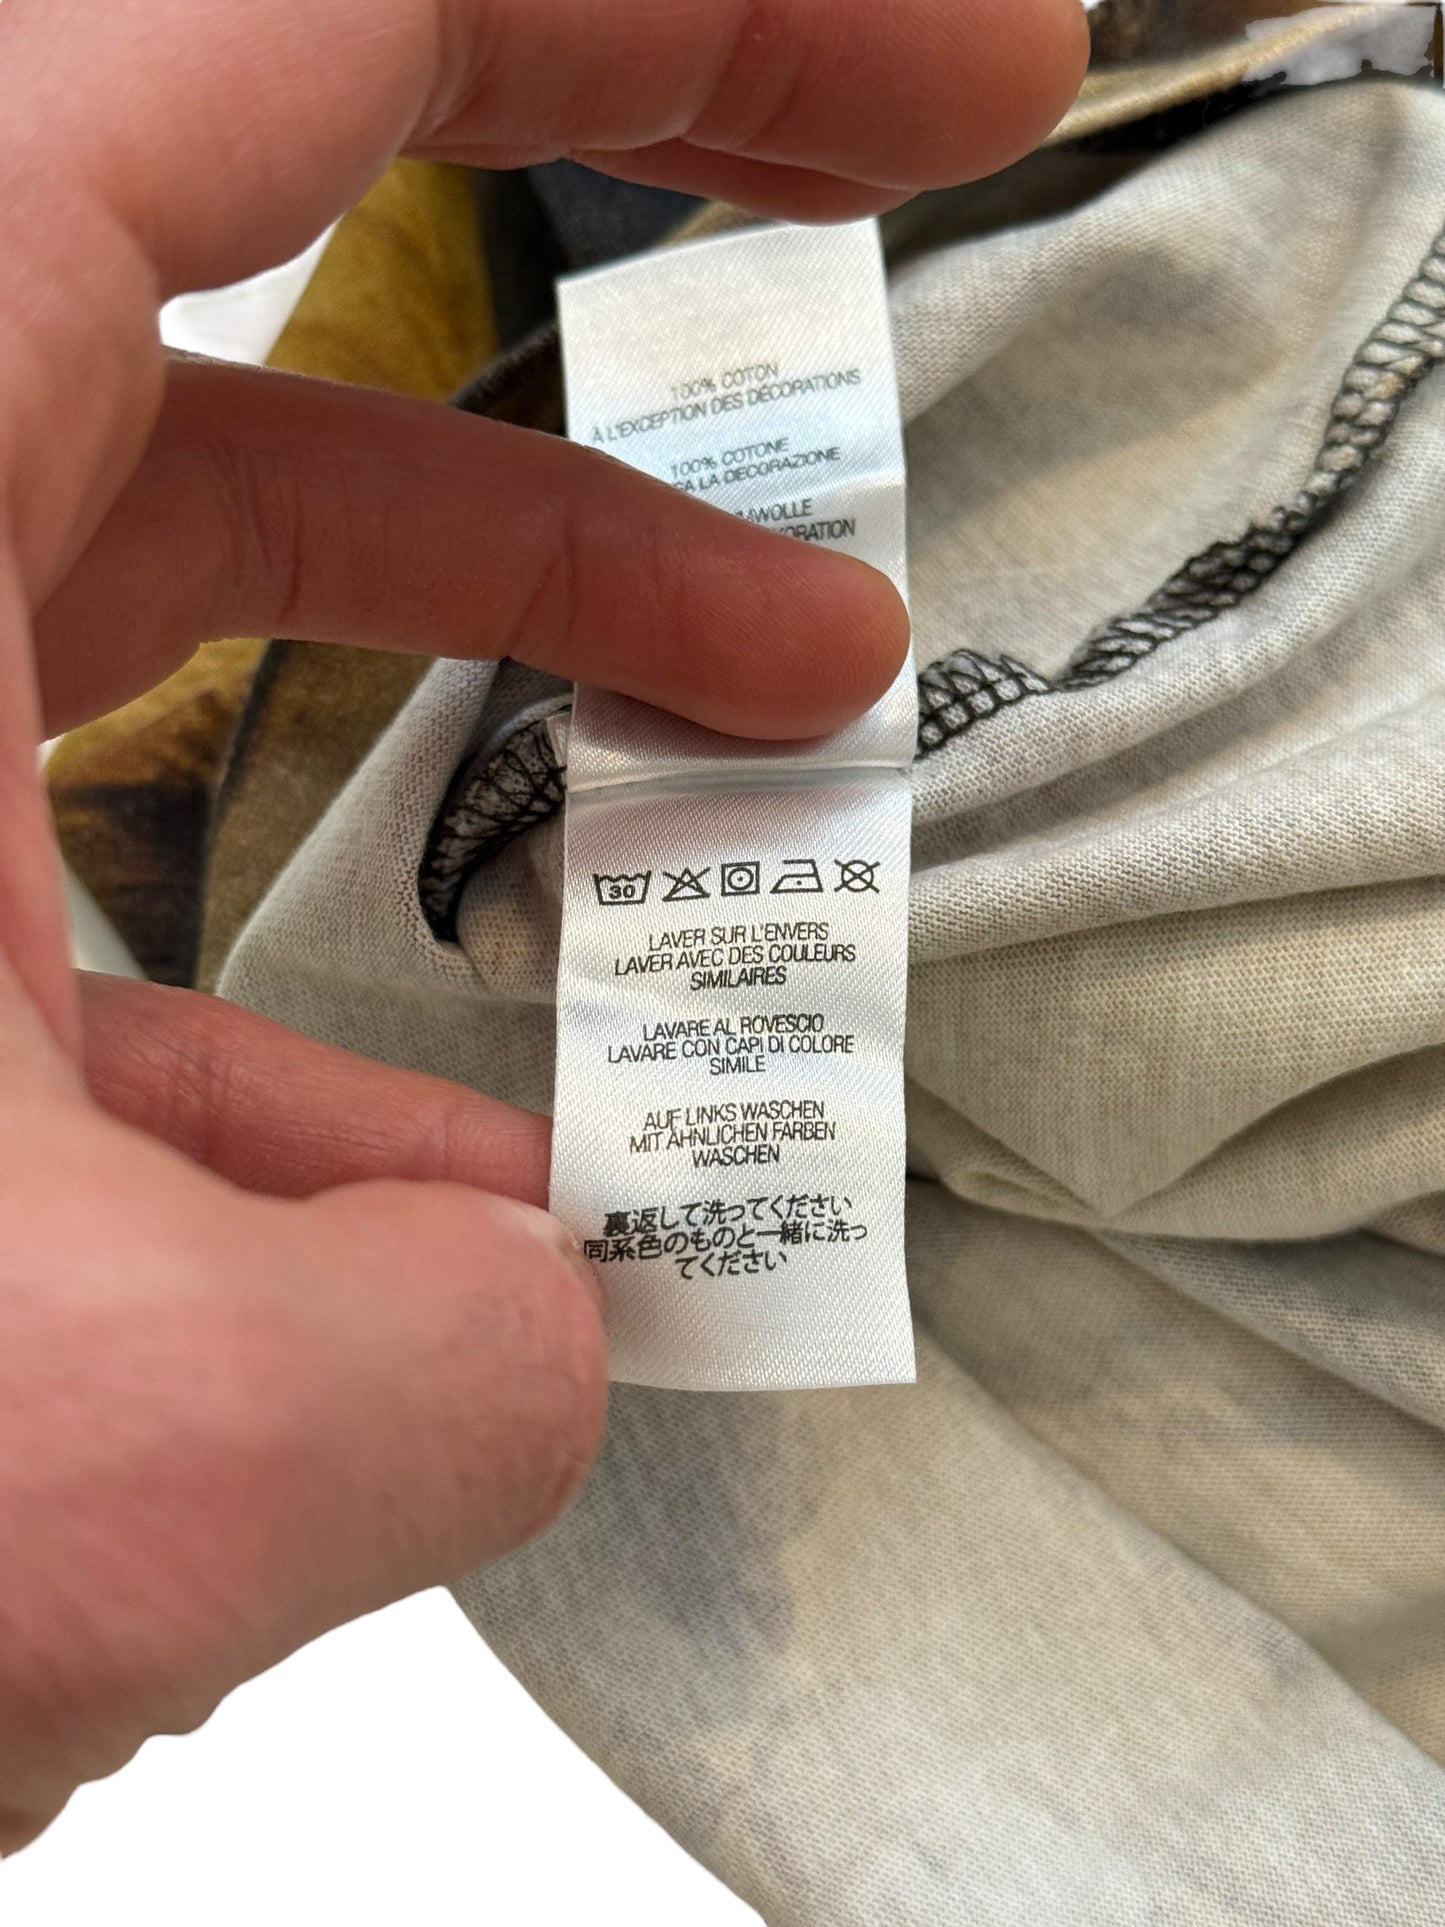 100% COTON
À L'EXCEPTION DES DÉCORATIONS
100% COTONE
LA DECORAZIONE
30
LAVER SUR L'ENVERS
LAVER AVEC DES COULEURS
SIMILAIRES
LAVARE AL ROVESCIO
LAVARE CON CAPI DI COLORE
SIMILE
AUF LINKS WASCHEN
MIT ÄHNLICHEN FARBEN
WASCHEN
裏返して洗ってください
同系色のものと一緒に洗っ
てください